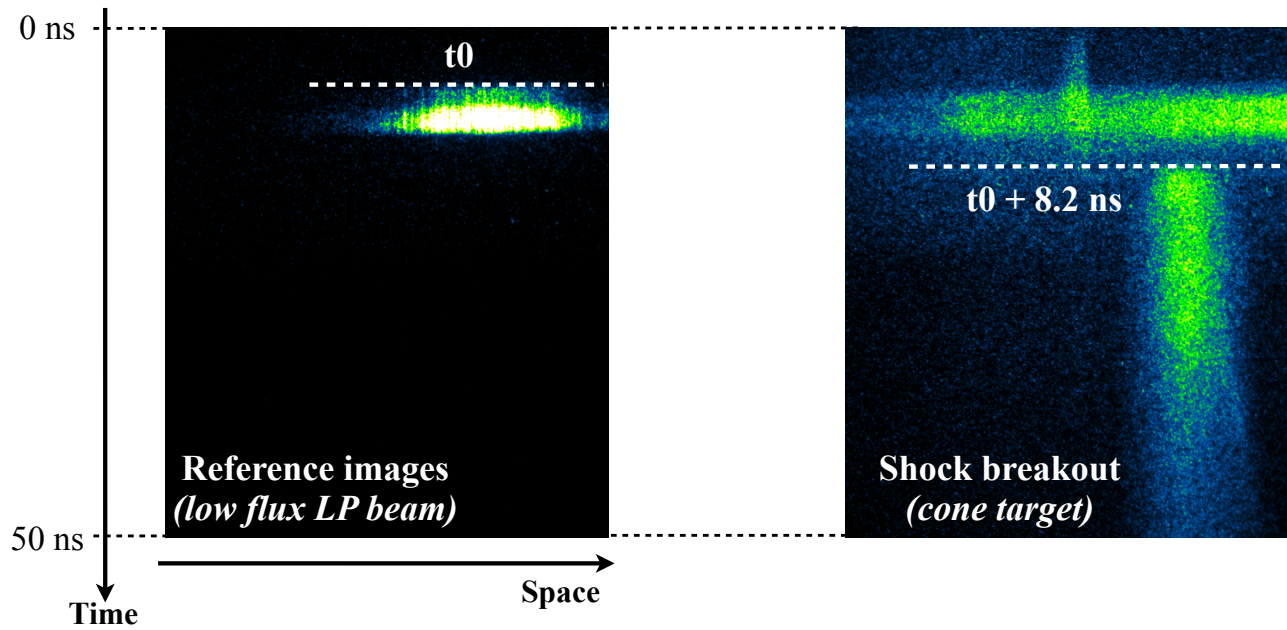 0 ns
t0
t0 + 8.2 ns
Reference images
(low flux LP beam)
Shock breakout
(cone target)
50 ns
Space
Time